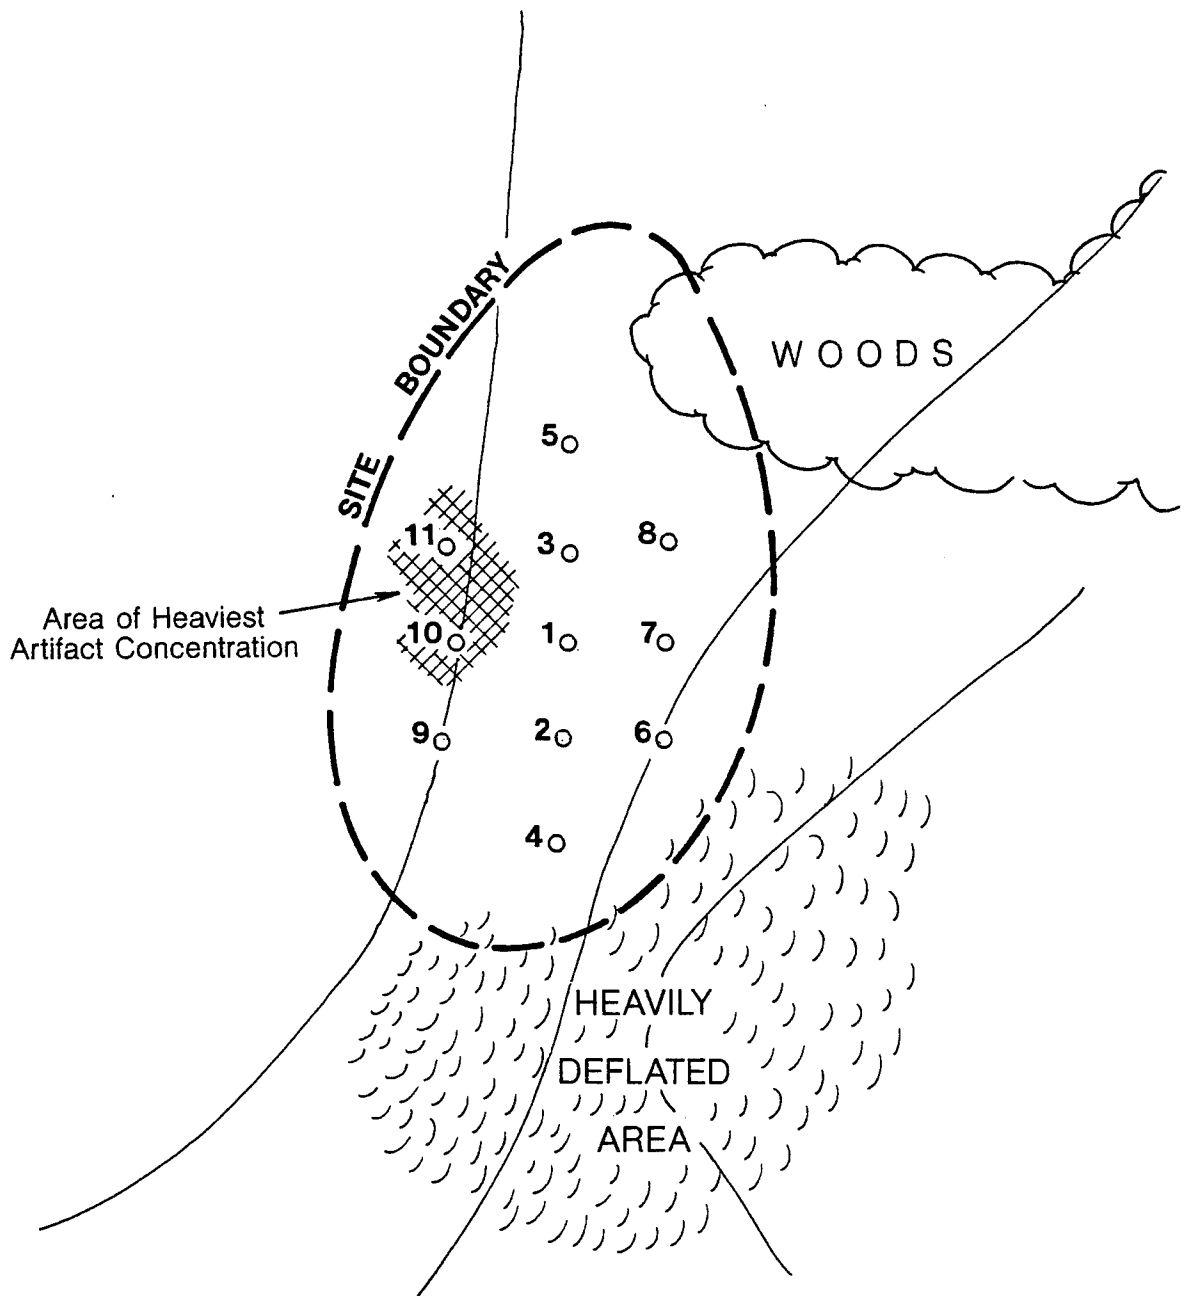 SITE BOUNDARY
WOODS
5
11
3
8
Area of Heaviest
Artifact Concentration
10
1
7
9
2
6
4
HEAVILY
DEFLATED
AREA